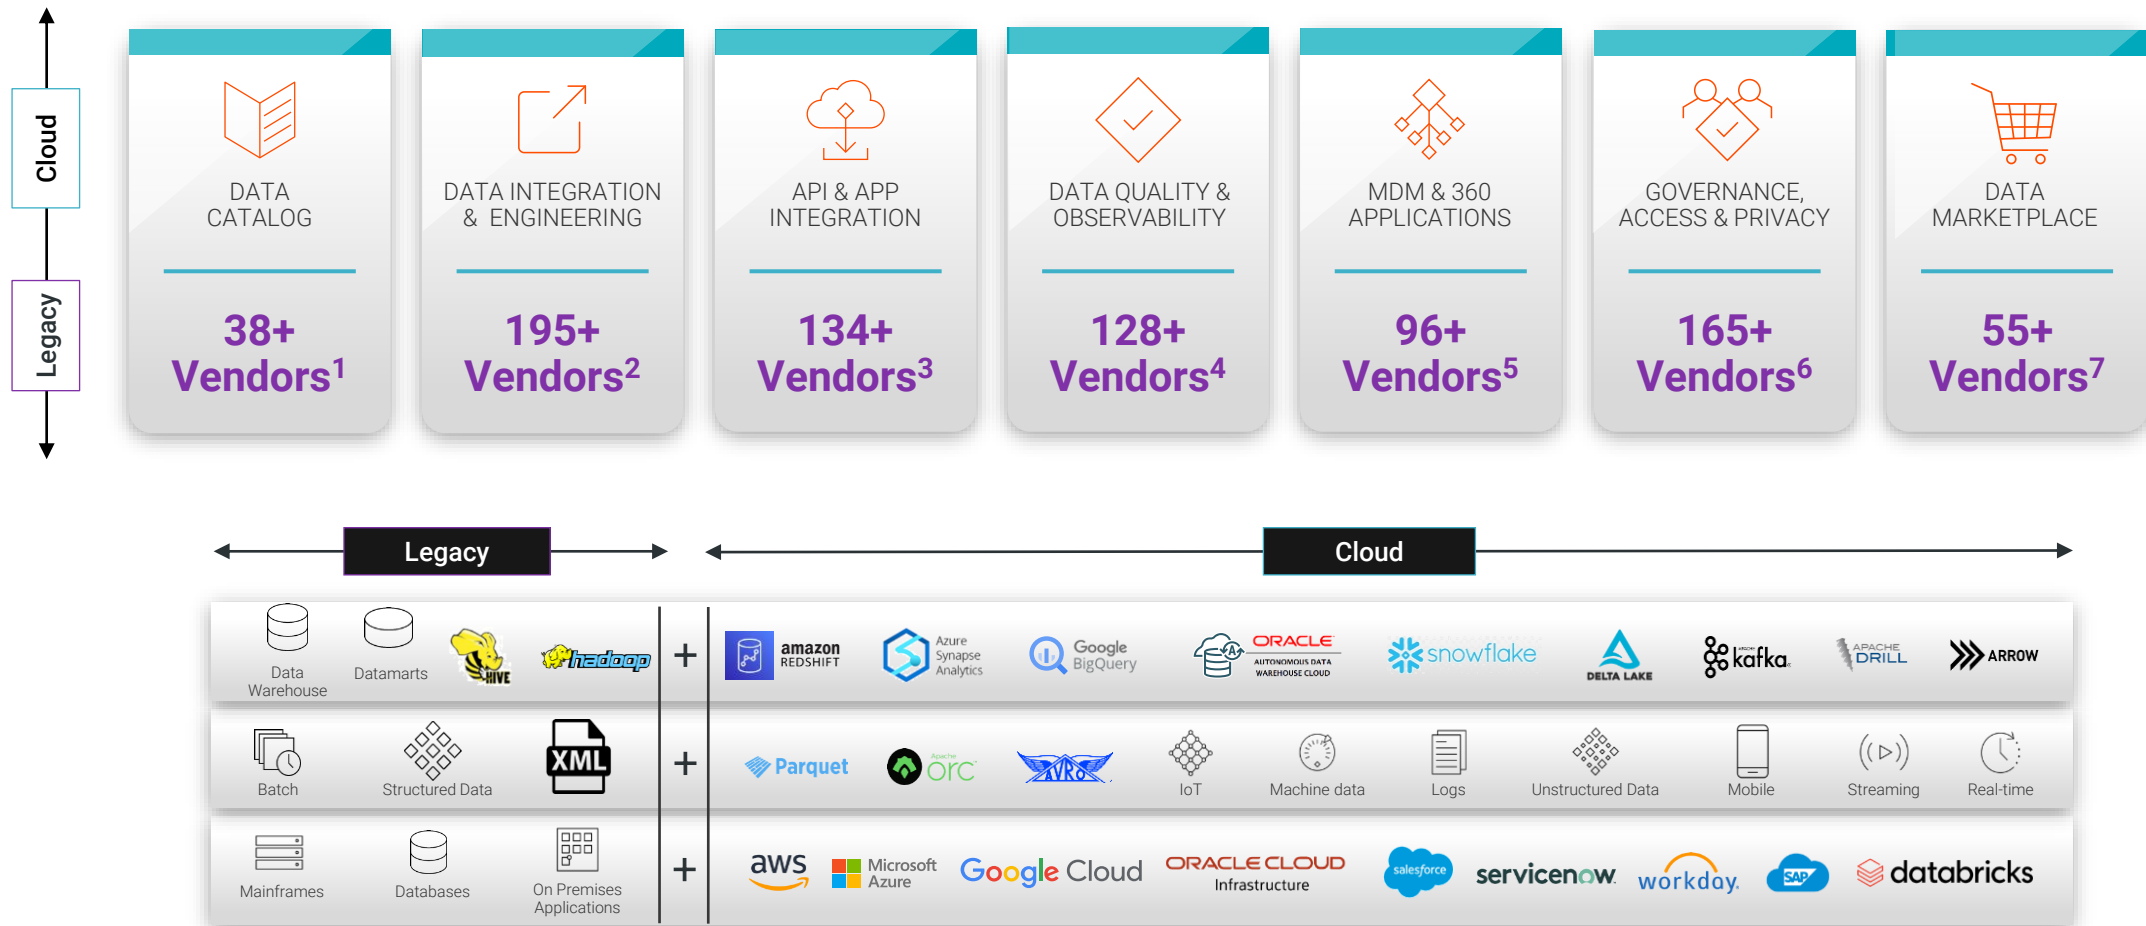 Cloud
Legacy
DATA
CATALOG
38+
Vendors1
DATA INTEGRATION
& ENGINEERING
195+
Vendors2
API & APP
INTEGRATION
134+
Vendors3
DATA QUALITY &
OBSERVABILITY
128+
Vendors4
MDM & 360
APPLICATIONS
96+
Vendors5
GOVERNANCE,
ACCESS & PRIVACY
165+
Vendors6
DATA
MARKETPLACE
55+
Vendors7
Legacy
Cloud
Data
Warehouse
Datamarts
HIVE
hadoop
+
amazon
REDSHIFT
Azure
Synapse
Analytics
Google
BigQuery
A
ORACLE
AUTONOMOUS DATA
WAREHOUSE CLOUD
snowflake
DELTA LAKE
APACHE
kafka
APACHE
DRILL
ARROW
Batch
Structured Data
XML
+
Parquet
Apache
orc
AVRO
IoT
Machine data
Logs
Unstructured Data
Mobile
Streaming
Real-time
Mainframes
Databases
On Premises
Applications
+
aws
Microsoft
Azure
Google Cloud
ORACLE CLOUD
Infrastructure
salesforce
servicenow
workday.
SAP
databricks